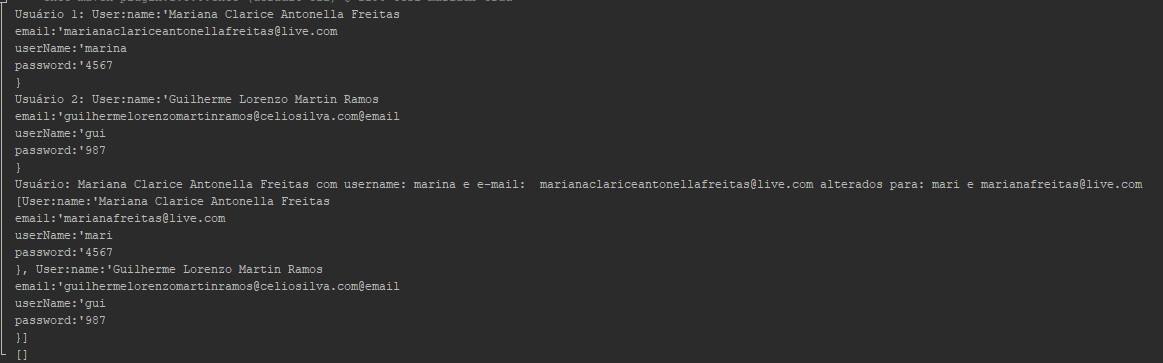 Usuário 1: User:name:'Mariana Clarice Antonella Freitas
email:'marianaclariceantonellafreitas@live.com
userName:'marina
password:'4567
}
Usuário 2: User:name:'Guilherme Lorenzo Martin Ramos
email:'guilhermelorenzomartinramos@celiosilva.com@email
userName:'gui
password:'987
}
Usuário: Mariana Clarice Antonella Freitas com username: marina e e-mail:  marianaclariceantonellafreitas@live.com alterados para: mari e marianafreitas@live.com
[User:name:'Mariana Clarice Antonella Freitas
email:'marianafreitas@live.com
userName:'mari
password:'4567
}, User:name:'Guilherme Lorenzo Martin Ramos
email:'guilhermelorenzomartinramos@celiosilva.com@email
userName:'gui
password:'987
}]
[]